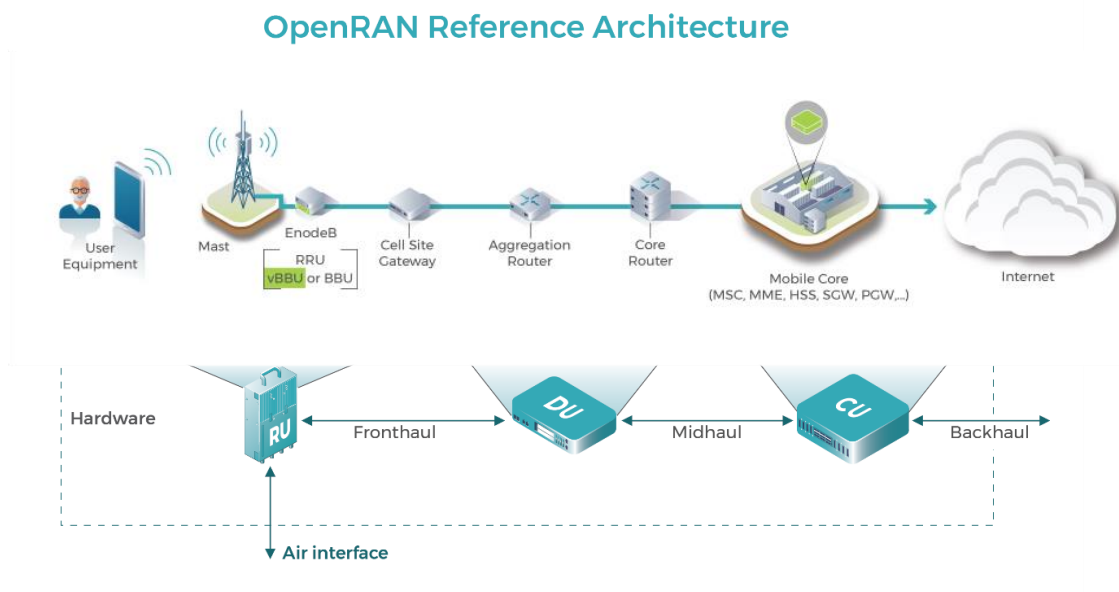 OpenRAN Reference Architecture
User
Equipment
Mast
EnodeB
RRU
vBBU or BBU
Cell Site
Gateway
Aggregation
Router
Core
Router
Mobile Core
(MSC, MME, HSS, SGW, PGW,...)
Internet
Hardware
RU
Fronthaul
DU
Midhaul
CU
Backhaul
Air interface